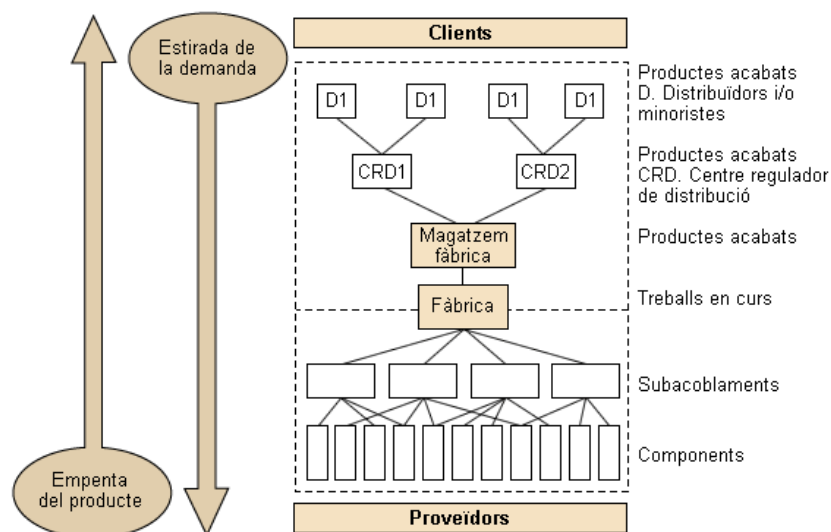 Clients
Estirada de
la demanda
Productes acabats
D. Distribuïdors i/o
minoristes
D1
D1
D1
D1
Productes acabats
CRD. Centre regulador
de distribució
CRD1
CRD2
Magatzem
fàbrica
Productes acabats
Fàbrica
Treballs en curs
Subacoblaments
Components
Empenta
del producte
Proveïdors